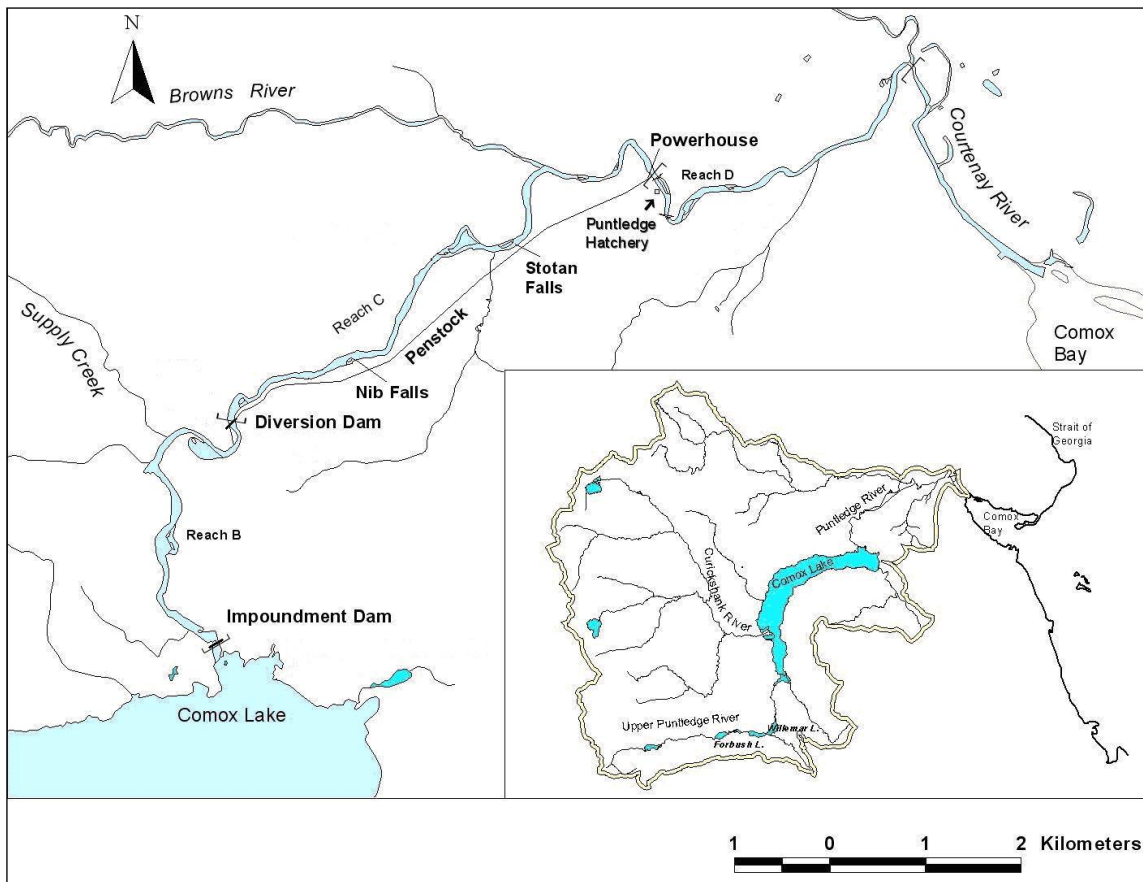 N
Browns River
Powerhouse
Reach D
Puntledge
Hatchery
Courtenay River
Stotan
Falls
Reach C
Penstock
Supply Creek
Nib Falls
Comox
Bay
Diversion Dam
Reach B
Impoundment Dam
Comox Lake
Strait of
Georgia
Puntledge River
Comox
Bay
Curickshank River
Comox Lake
Upper Puntledge River
Willemar L.
Forbush L.
1 0 1 2 Kilometers